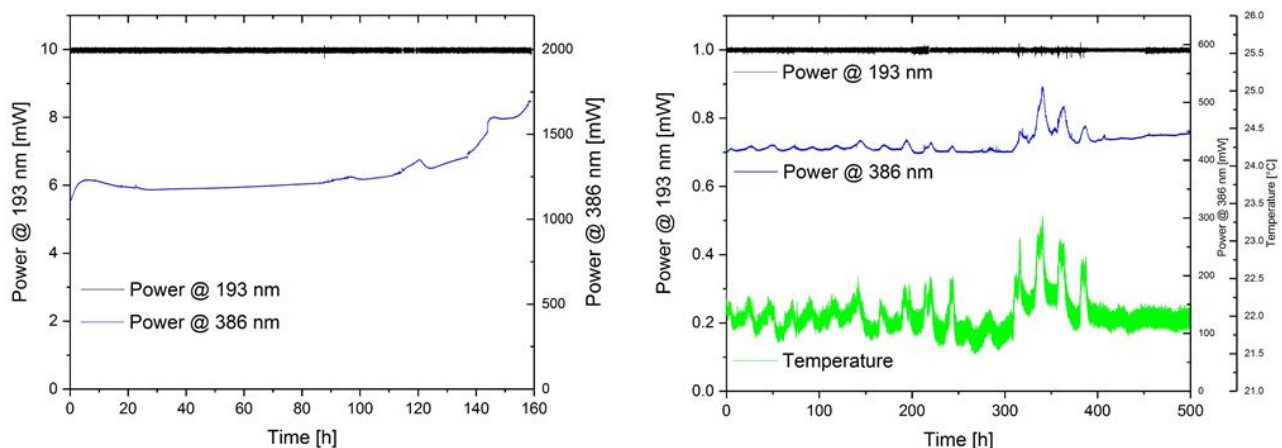 Power @ 193 nm [mW]
10
8
6
4
2
0
Power @ 193 nm
Power @ 386 nm
2000
1500
1000
500
0
Power @ 386 nm [mW]
0 20 40 60 80 100 120 140 160
Time [h]
Power @ 193 nm [mW]
1.0
0.8
0.6
0.4
0.2
0.0
Power @ 193 nm
Power @ 386 nm
Temperature
600
500
400
300
200
100
0
Power @ 386 nm [mW]
26.0
25.5
25.0
24.5
24.0
23.5
23.0
22.5
22.0
21.5
21.0
Temperature [°C]
0 100 200 300 400 500
Time [h]